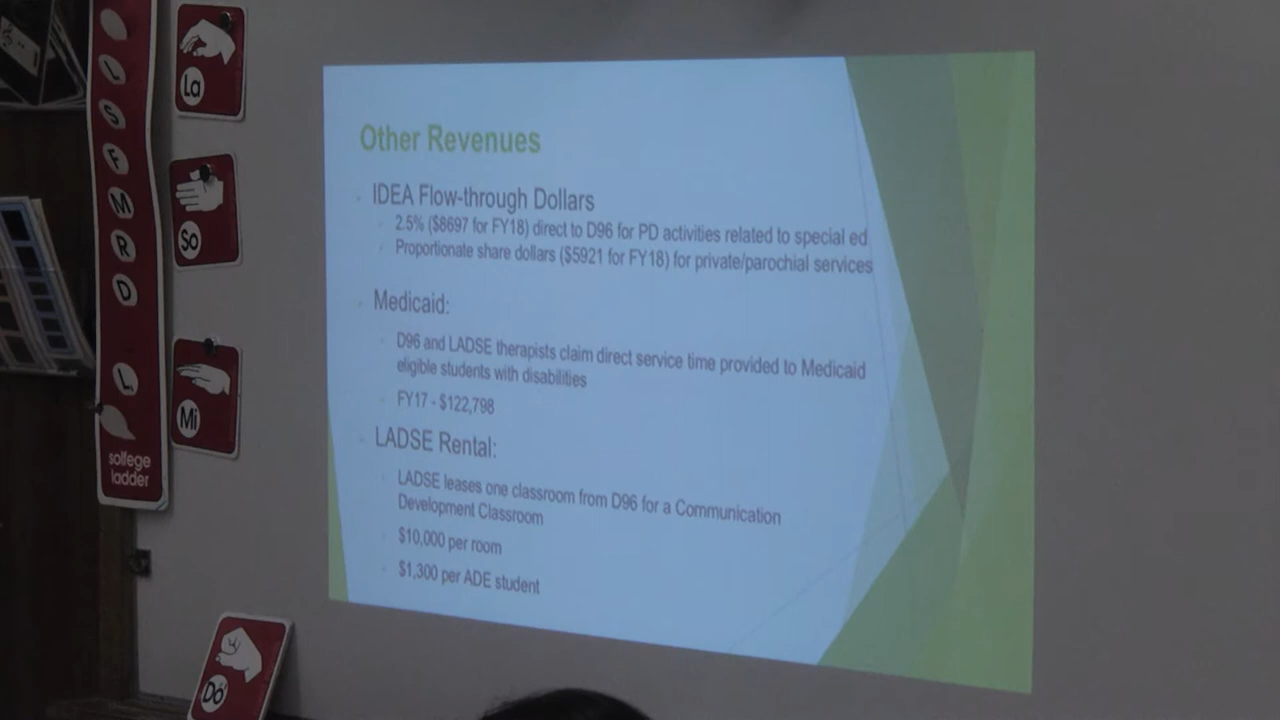 Other Revenues
IDEA Flow-through Dollars
2.5% ($8697 for FY18) direct to D96 for PD activities related to special ed
Proportionate share dollars ($5921 for FY18) for private/parochial services
Medicaid:
D96 and LADSE therapists claim direct service time provided to Medicaid
eligible students with disabilities
FY17 - $122,798
LADSE Rental:
LADSE leases one classroom from D96 for a Communication
Development Classroom
$10,000 per room
$1,300 per ADE student
L
S
F
M
R
D
L
solfege
ladder
La
So
Mi
Do